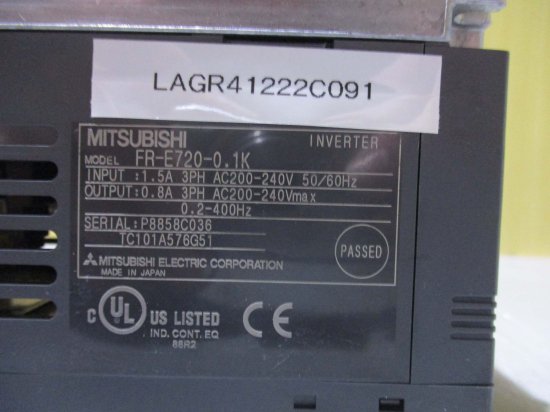 LAGR41222C091
MITSUBISHI INVERTER
MODEL FR-E720-0.1K
INPUT :1.5A 3PH AC200-240V 50/60Hz
OUTPUT:0.8A 3PH AC200-240Vmax
0.2-400Hz
SERIAL:P8858C036
TC101A576G51
PASSED
MITSUBISHI ELECTRIC CORPORATION
MADE IN JAPAN
C UL US LISTED
IND. CONT. EQ
88R2
CE